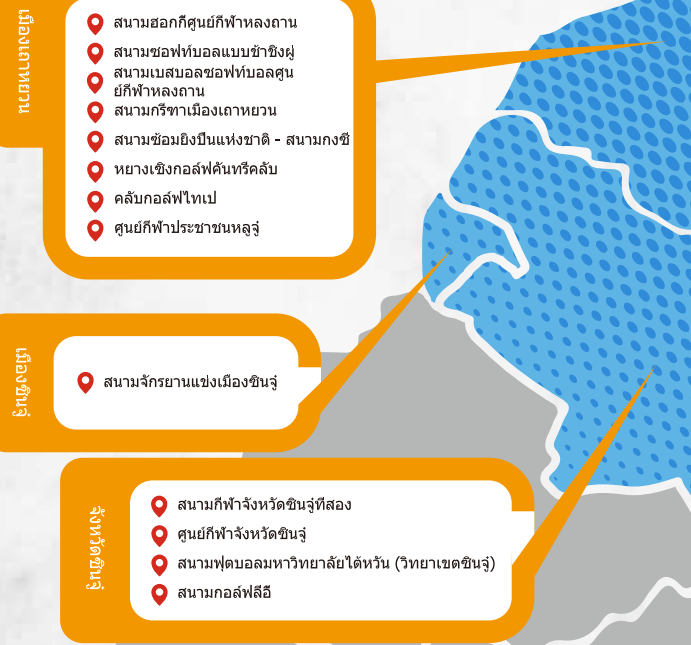 เมืองเถาหยวน
สนามฮอกกีศูนย์กีฬาหลงถาน
สนามซอฟท์บอลแบบช้าชิงผู่
สนามเบสบอลซอฟท์บอลศูน
ย์กีฬาหลงถาน
สนามกรีฑาเมืองเถาหยวน
สนามซ้อมยิงปืนแห่งชาติ - สนามกงซี
หยางเซิงกอล์ฟคันทรีคลับ
คลับกอล์ฟไทเป
ศูนย์กีฬาประชาชนหลูจู๋
เมืองซินจู๋
สนามจักรยานแข่งเมืองซินจู๋
จังหวัดซินจู๋
สนามกีฬาจังหวัดซินจู๋ที่สอง
ศูนย์กีฬาจังหวัดซินจู๋
สนามฟุตบอลมหาวิทยาลัยไต้หวัน (วิทยาเขตซินจู๋)
สนามกอล์ฟลีอี